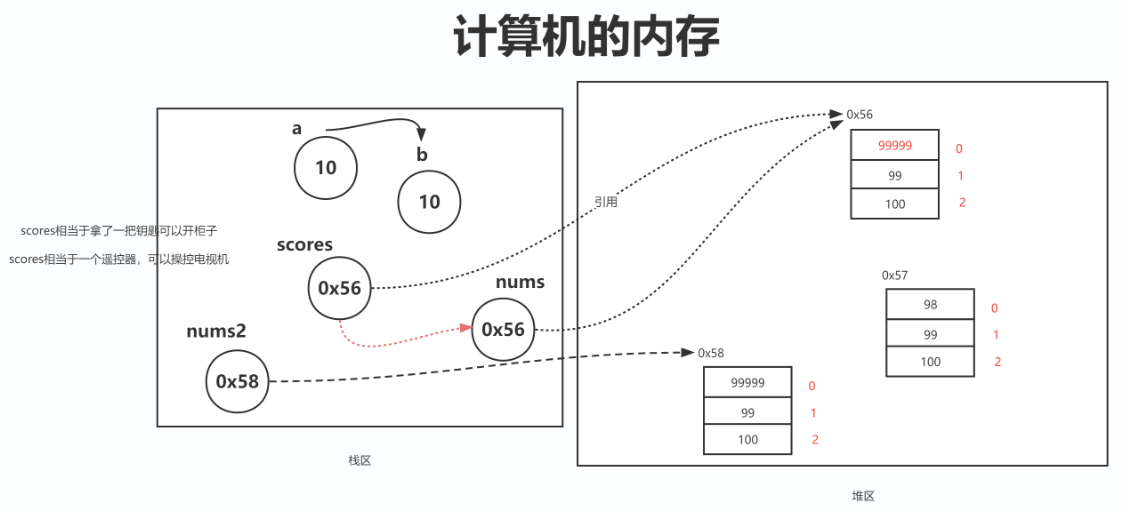 计算机的内存
a
10
b
10
scores相当于拿了一把钥匙可以开柜子
scores相当于一个遥控器，可以操控电视机
scores
0x56
nums
0x56
nums2
0x58
栈区
引用
0x56
99999 0
99 1
100 2
0x57
98 0
99 1
100 2
0x58
99999 0
99 1
100 2
堆区